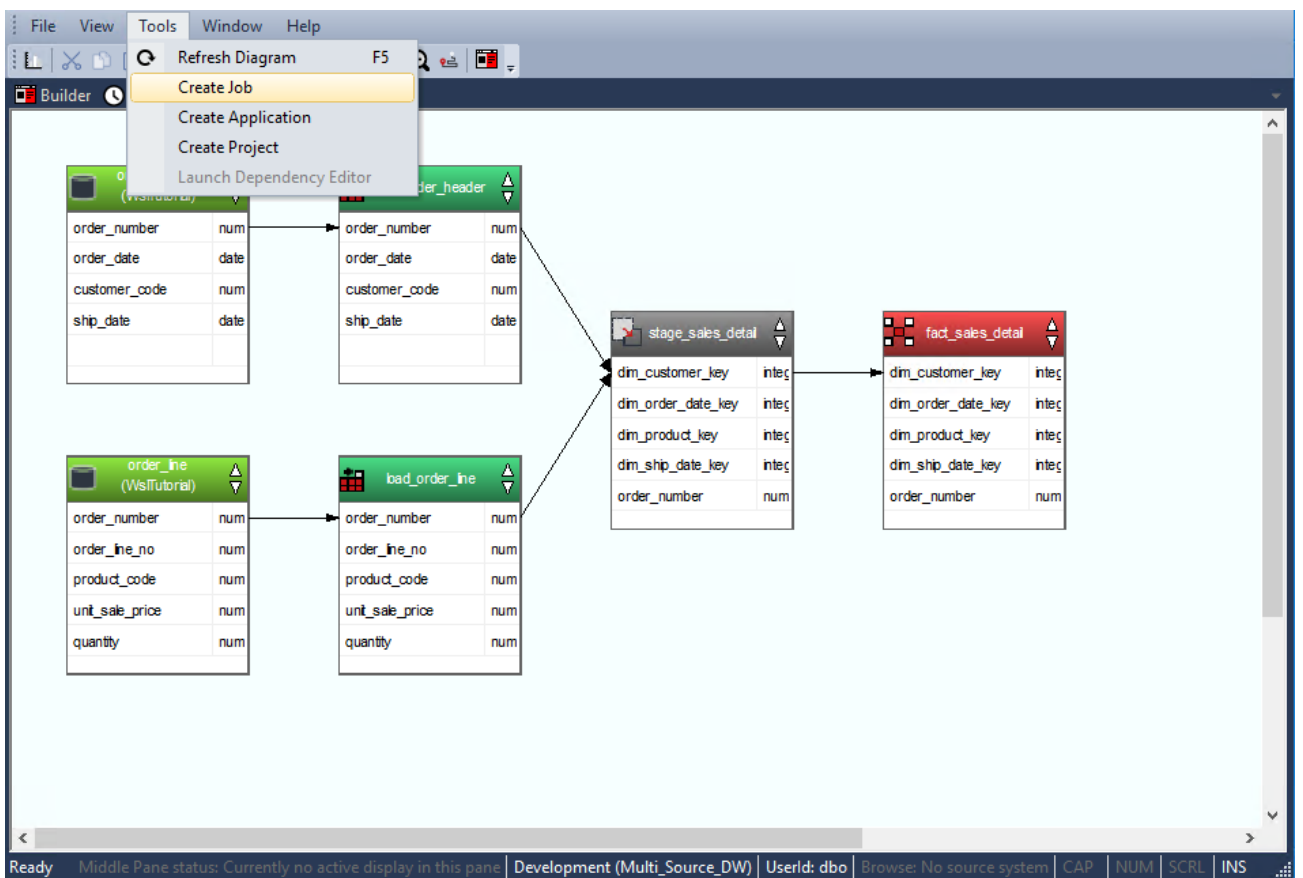 File View Tools Window Help
Refresh Diagram F5
Create Job
Create Application
Create Project
Launch Dependency Editor
Builder
(WslTutorial)
order_number num
order_date date
customer_code num
ship_date date
der_header
order_number num
order_date date
customer_code num
ship_date date
order_line
(WslTutorial)
order_number num
order_line_no num
product_code num
unit_sale_price num
quantity num
load_order_line
order_number num
order_line_no num
product_code num
unit_sale_price num
quantity num
stage_sales_detail
dim_customer_key integ
dim_order_date_key integ
dim_product_key integ
dim_ship_date_key integ
order_number num
fact_sales_detail
dim_customer_key integ
dim_order_date_key integ
dim_product_key integ
dim_ship_date_key integ
order_number num
Ready Middle Pane status: Currently no active display in this pane Development (Multi_Source_DW) UserId: dbo Browse: No source system CAP NUM SCRL INS